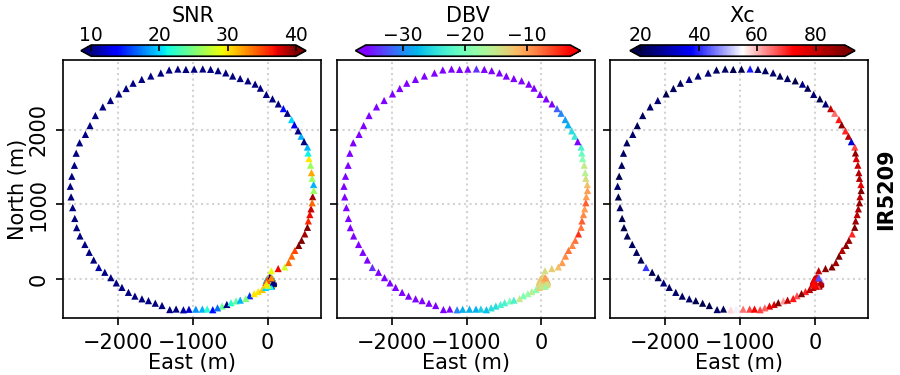 SNR
10 20 30 40
DBV
−30 −20 −10
Xc
20 40 60 80
North (m)
2000
1000
0
−2000 −1000 0
East (m)
−2000 −1000 0
East (m)
−2000 −1000 0
East (m)
IR5209